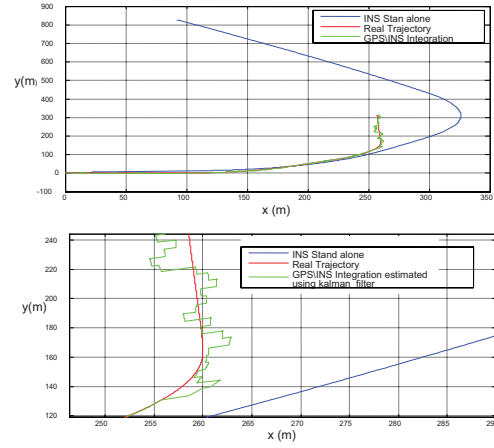 900
800
700
600
500
400
300
200
100
0
-100
y(m)
INS Stan alone
Real Trajectory
GPS\INS Integration
0 50 100 150 200 250 300 350
x (m)
240
220
200
180
160
140
120
y(m)
INS Stand alone
Real Trajectory
GPS\INS Integration estimated
using kalman filter
250 255 260 265 270 275 280 285 290
x (m)